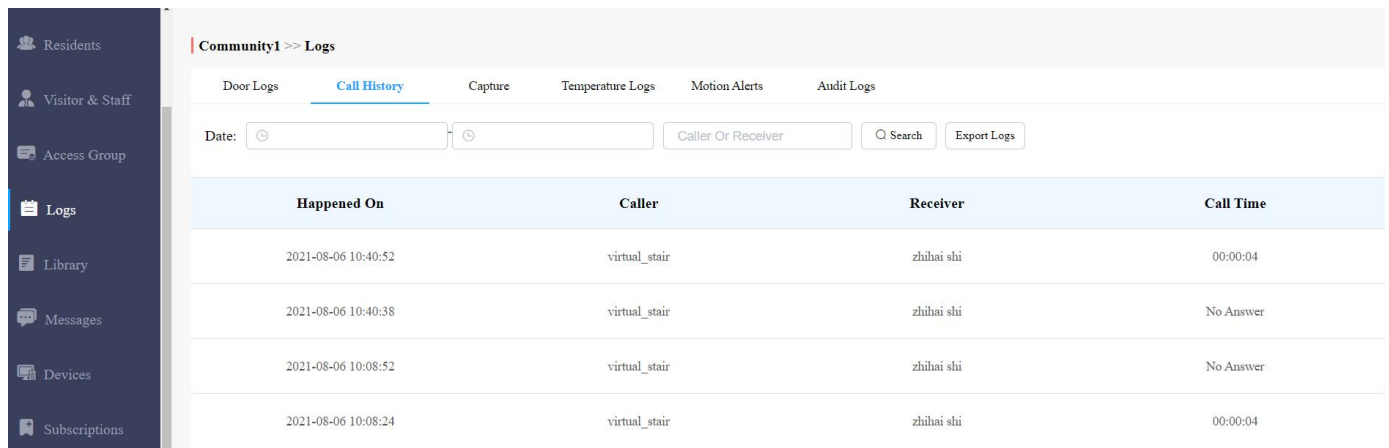 Residents
Visitor & Staff
Access Group
Logs
Library
Messages
Devices
Subscriptions
Community1 >> Logs
Door Logs Call History Capture Temperature Logs Motion Alerts Audit Logs
Date: - Caller Or Receiver Search Export Logs
Happened On Caller Receiver Call Time
2021-08-06 10:40:52 virtual_stair zhihai shi 00:00:04
2021-08-06 10:40:38 virtual_stair zhihai shi No Answer
2021-08-06 10:08:52 virtual_stair zhihai shi No Answer
2021-08-06 10:08:24 virtual_stair zhihai shi 00:00:04